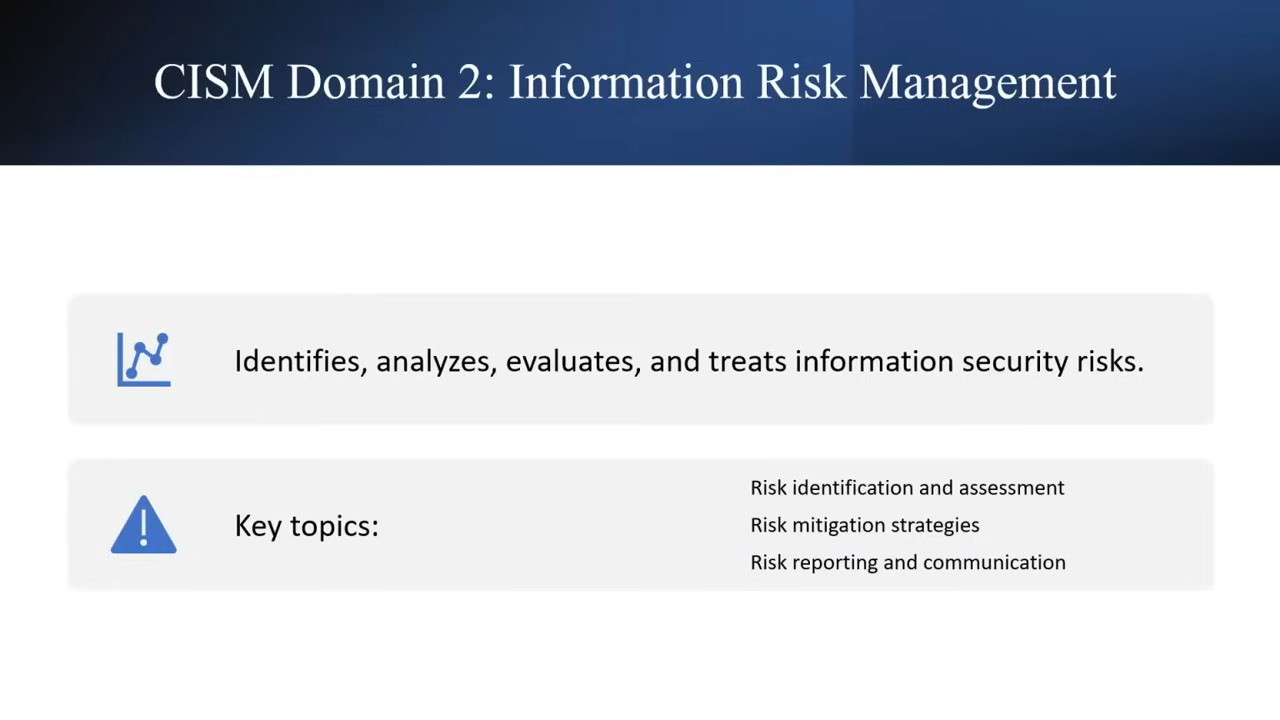 CISM Domain 2: Information Risk Management
Identifies, analyzes, evaluates, and treats information security risks.
Key topics:
Risk identification and assessment
Risk mitigation strategies
Risk reporting and communication